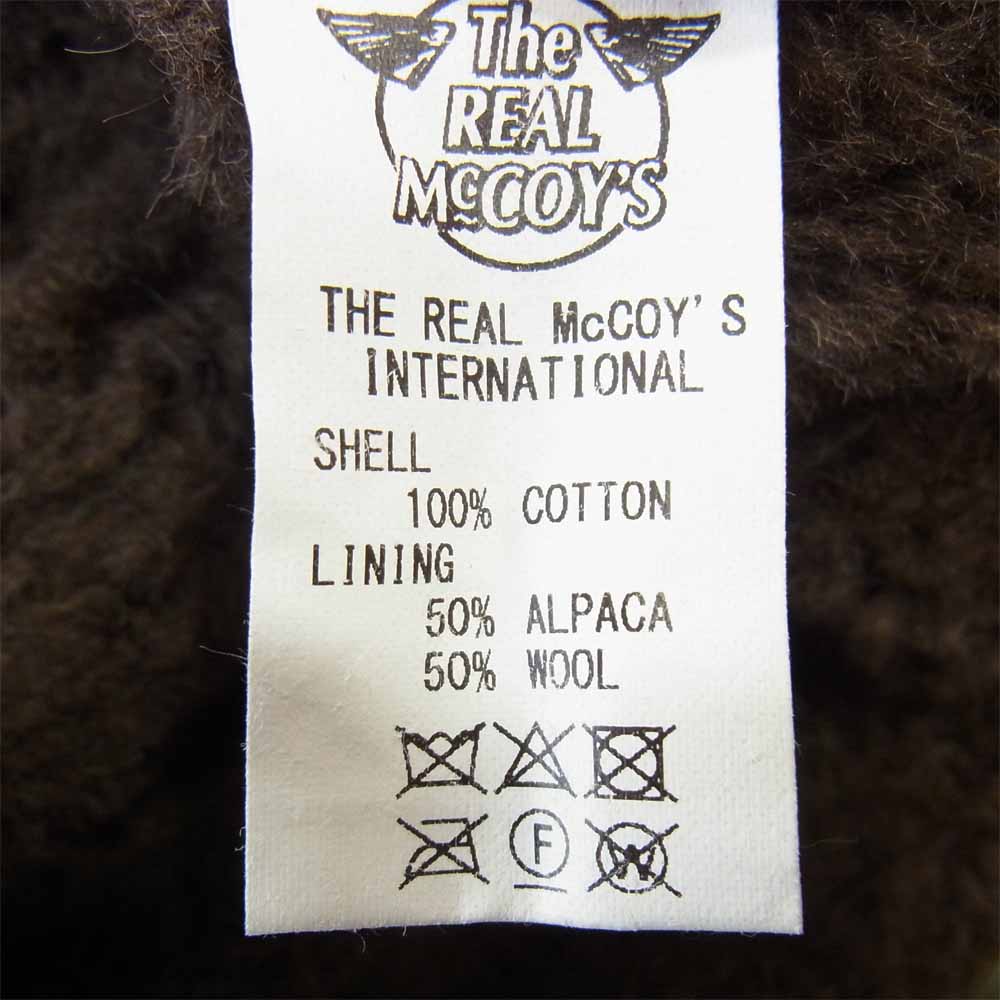 The
REAL
McCOY'S
THE REAL McCOY'S
INTERNATIONAL
SHELL
100% COTTON
LINING
50% ALPACA
50% WOOL
F
W